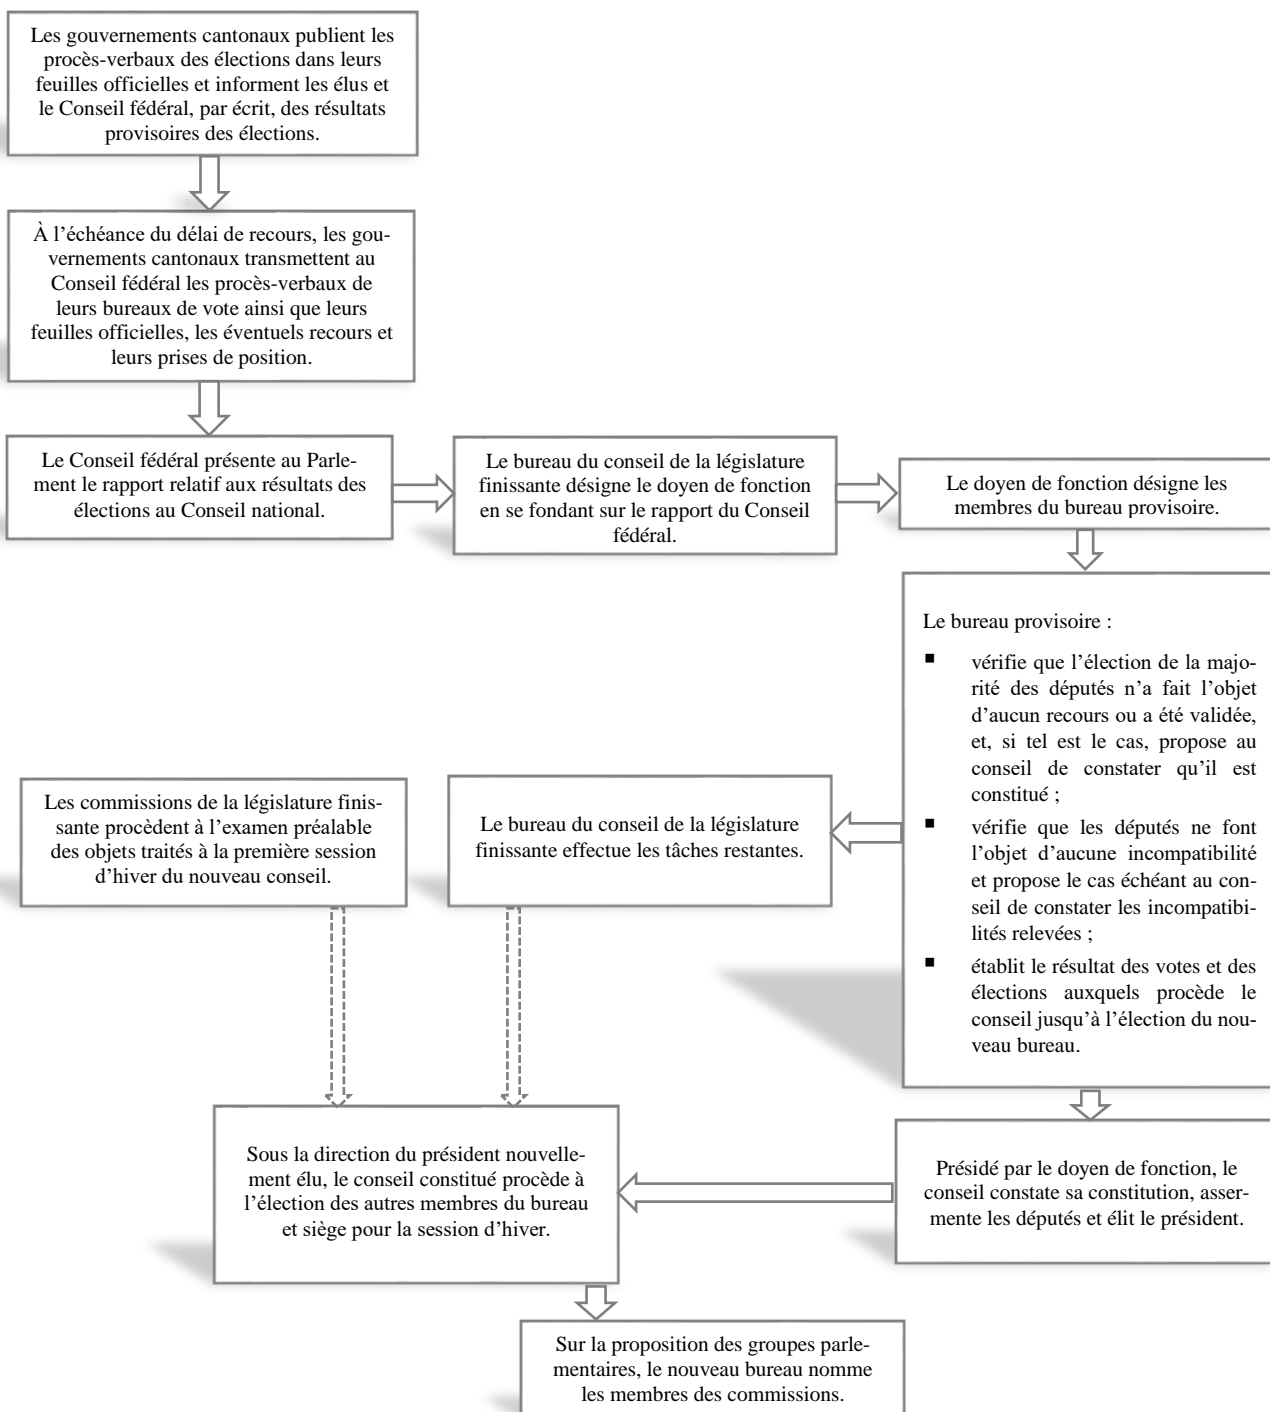 Les gouvernements cantonaux publient les
procès-verbaux des élections dans leurs
feuilles officielles et informent les élus et
le Conseil fédéral, par écrit, des résultats
provisoires des élections.
À l’échéance du délai de recours, les gou-
vernements cantonaux transmettent au
Conseil fédéral les procès-verbaux de
leurs bureaux de vote ainsi que leurs
feuilles officielles, les éventuels recours et
leurs prises de position.
Le Conseil fédéral présente au Parle-
ment le rapport relatif aux résultats des
élections au Conseil national.
Le bureau du conseil de la législature
finissante désigne le doyen de fonction
en se fondant sur le rapport du Conseil
fédéral.
Le doyen de fonction désigne les
membres du bureau provisoire.
Le bureau provisoire :
▪ vérifie que l’élection de la majo-
rité des députés n’a fait l’objet
d’aucun recours ou a été validée,
et, si tel est le cas, propose au
conseil de constater qu’il est
constitué ;
▪ vérifie que les députés ne font
l’objet d’aucune incompatibilité
et propose le cas échéant au con-
seil de constater les incompatibi-
lités relevées ;
▪ établit le résultat des votes et des
élections auxquels procède le
conseil jusqu’à l’élection du nou-
veau bureau.
Les commissions de la législature finis-
sante procèdent à l’examen préalable
des objets traités à la première session
d’hiver du nouveau conseil.
Le bureau du conseil de la législature
finissante effectue les tâches restantes.
Présidé par le doyen de fonction, le
conseil constate sa constitution, asser-
mente les députés et élit le président.
Sous la direction du président nouvelle-
ment élu, le conseil constitué procède à
l’élection des autres membres du bureau
et siège pour la session d’hiver.
Sur la proposition des groupes parle-
mentaires, le nouveau bureau nomme
les membres des commissions.